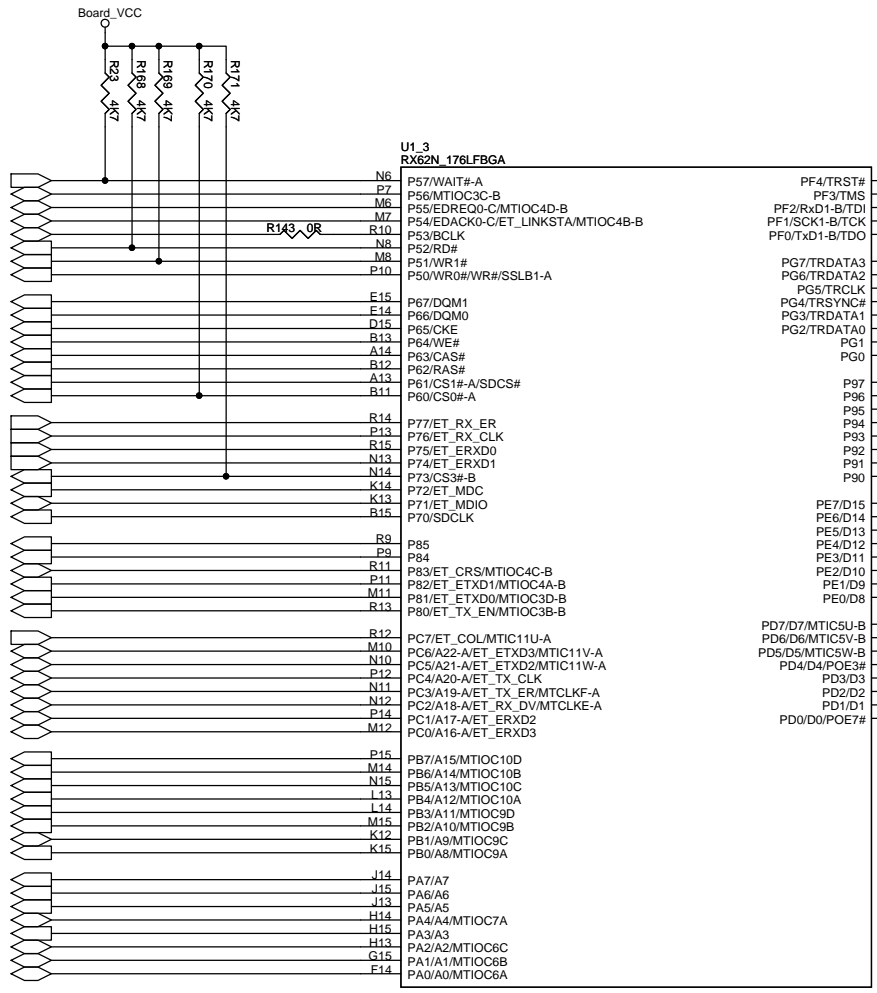 Board_VCC
R23 4K7
R168 4K7
R169 4K7
R170 4K7
R171 4K7
U1_3
RX62N_176LFBGA
N6 P57/WAIT#-A PF4/TRST#
P7 P56/MTIOC3C-B PF3/TMS
M6 P55/EDREQ0-C/MTIOC4D-B PF2/RxD1-B/TDI
M7 P54/EDACK0-C/ET_LINKSTA/MTIOC4B-B PF1/SCK1-B/TCK
R143 0R R10 P53/BCLK PF0/TxD1-B/TDO
N8 P52/RD#
M8 P51/WR1# PG7/TRDATA3
P10 P50/WR0#/WR#/SSLB1-A PG6/TRDATA2
PG5/TRCLK
E15 P67/DQM1 PG4/TRSYNC#
E14 P66/DQM0 PG3/TRDATA1
D15 P65/CKE PG2/TRDATA0
B13 P64/WE# PG1
A14 P63/CAS# PG0
B12 P62/RAS#
A13 P61/CS1#-A/SDCS# P97
B11 P60/CS0#-A P96
P95
R14 P77/ET_RX_ER P94
P13 P76/ET_RX_CLK P93
R15 P75/ET_ERXD0 P92
N13 P74/ET_ERXD1 P91
N14 P73/CS3#-B P90
K14 P72/ET_MDC
K13 P71/ET_MDIO PE7/D15
B15 P70/SDCLK PE6/D14
PE5/D13
R9 P85 PE4/D12
P9 P84 PE3/D11
R11 P83/ET_CRS/MTIOC4C-B PE2/D10
P11 P82/ET_ETXD1/MTIOC4A-B PE1/D9
M11 P81/ET_ETXD0/MTIOC3D-B PE0/D8
R13 P80/ET_TX_EN/MTIOC3B-B
PD7/D7/MTIC5U-B
R12 PC7/ET_COL/MTIC11U-A PD6/D6/MTIC5V-B
M10 PC6/A22-A/ET_ETXD3/MTIC11V-A PD5/D5/MTIC5W-B
N10 PC5/A21-A/ET_ETXD2/MTIC11W-A PD4/D4/POE3#
P12 PC4/A20-A/ET_TX_CLK PD3/D3
N11 PC3/A19-A/ET_TX_ER/MTCLKF-A PD2/D2
N12 PC2/A18-A/ET_RX_DV/MTCLKE-A PD1/D1
P14 PC1/A17-A/ET_ERXD2 PD0/D0/POE7#
M12 PC0/A16-A/ET_ERXD3
P15 PB7/A15/MTIOC10D
M14 PB6/A14/MTIOC10B
N15 PB5/A13/MTIOC10C
L13 PB4/A12/MTIOC10A
L14 PB3/A11/MTIOC9D
M15 PB2/A10/MTIOC9B
K12 PB1/A9/MTIOC9C
K15 PB0/A8/MTIOC9A
J14 PA7/A7
J15 PA6/A6
J13 PA5/A5
H14 PA4/A4/MTIOC7A
H15 PA3/A3
H13 PA2/A2/MTIOC6C
G15 PA1/A1/MTIOC6B
F14 PA0/A0/MTIOC6A